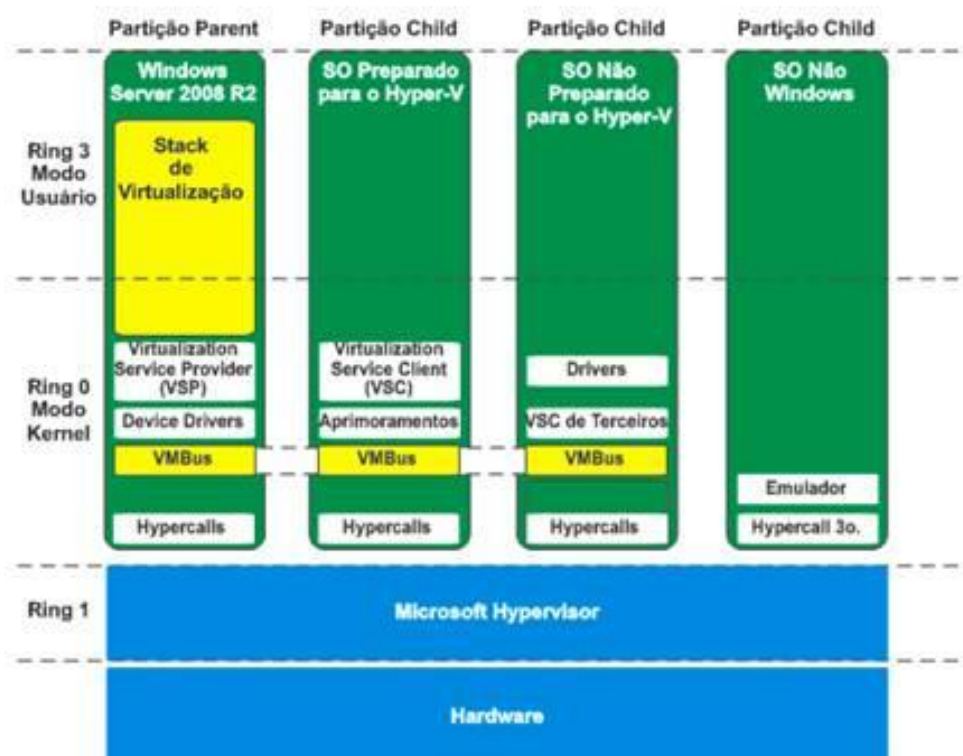 Partição Parent
Partição Child
Partição Child
Partição Child
Windows
Server 2008 R2
SO Preparado
para o Hyper-V
SO Não
Preparado
para o Hyper-V
SO Não
Windows
Ring 3
Modo
Usuário
Stack
de
Virtualização
Ring 0
Modo
Kernel
Virtualization
Service Provider
(VSP)
Device Drivers
VMBus
Hypercalls
Virtualization
Service Client
(VSC)
Aprimoramentos
VMBus
Hypercalls
Drivers
VSC de Terceiros
VMBus
Hypercalls
Emulador
Hypercall 3o.
Ring 1
Microsoft Hypervisor
Hardware